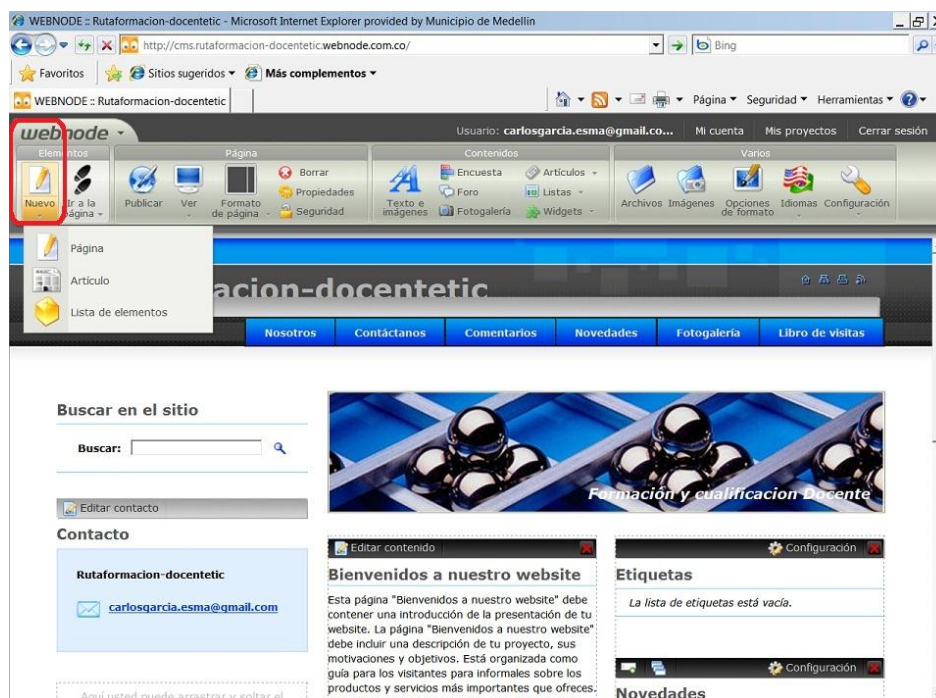 WEBNODE :: Rutaformacion-docentetic - Microsoft Internet Explorer provided by Municipio de Medellin
http://cms.rutaformacion-docentetic.webnode.com.co/
Bing
Favoritos
Sitios sugeridos
Más complementos
WEBNODE :: Rutaformacion-docentetic
Página
Seguridad
Herramientas
webnode
Usuario: carlosgarcia.esma@gmail.co...
Mi cuenta
Mis proyectos
Cerrar sesión
Elementos
Página
Contenidos
Varios
Nuevo
Ir a la página
Publicar
Ver
Formato de página
Borrar
Propiedades
Seguridad
Texto e imágenes
Encuesta
Foro
Fotogalería
Artículos
Listas
Widgets
Archivos
Imágenes
Opciones de formato
Idiomas
Configuración
Página
Artículo
Lista de elementos
acion-docentetic
Nosotros
Contáctanos
Comentarios
Novedades
Fotogalería
Libro de visitas
Buscar en el sitio
Buscar:
Formación y cualificacion Docente
Editar contacto
Contacto
Rutaformacion-docentetic
carlosgarcia.esma@gmail.com
Aquí usted puede arrastrar y soltar el
Editar contenido
Bienvenidos a nuestro website
Esta página "Bienvenidos a nuestro website" debe
contener una introducción de la presentación de tu
website. La página "Bienvenidos a nuestro website"
debe incluir una descripción de tu proyecto, sus
motivaciones y objetivos. Está organizada como
guía para los visitantes para informales sobre los
productos y servicios más importantes que ofreces.
Configuración
Etiquetas
La lista de etiquetas está vacía.
Configuración
Novedades